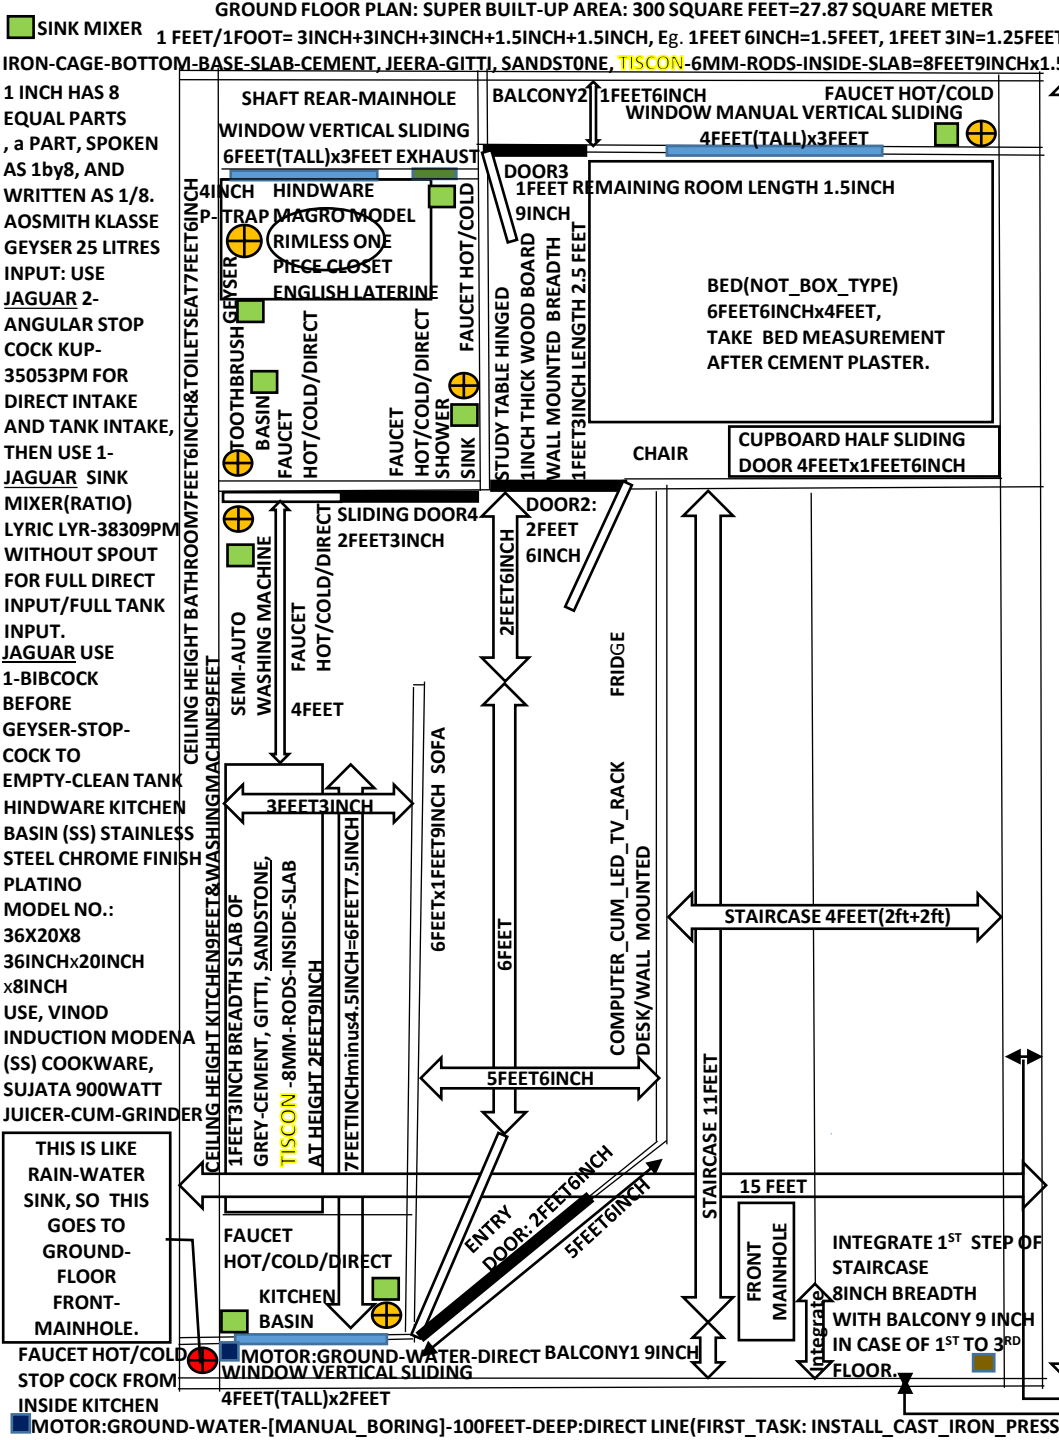 GROUND FLOOR PLAN: SUPER BUILT-UP AREA: 300 SQUARE FEET=27.87 SQUARE METER
SINK MIXER
1 FEET/1FOOT= 3INCH+3INCH+3INCH+1.5INCH+1.5INCH, Eg. 1FEET 6INCH=1.5FEET, 1FEET 3IN=1.25FEET
IRON-CAGE-BOTTOM-BASE-SLAB-CEMENT, JEERA-GITTI, SANDST0NE, TISCON-6MM-RODS-INSIDE-SLAB=8FEET9INCHx1.5
1 INCH HAS 8
EQUAL PARTS
, a PART, SPOKEN
AS 1by8, AND
WRITTEN AS 1/8.
AOSMITH KLASSE
GEYSER 25 LITRES
INPUT: USE
JAGUAR 2-
ANGULAR STOP
COCK KUP-
35053PM FOR
DIRECT INTAKE
AND TANK INTAKE,
THEN USE 1-
JAGUAR SINK
MIXER(RATIO)
LYRIC LYR-38309PM
WITHOUT SPOUT
FOR FULL DIRECT
INPUT/FULL TANK
INPUT.
JAGUAR USE
1-BIBCOCK
BEFORE
GEYSER-STOP-
COCK TO
EMPTY-CLEAN TANK
HINDWARE KITCHEN
BASIN (SS) STAINLESS
STEEL CHROME FINISH
PLATINO
MODEL NO.:
36X20X8
36INCHx20INCH
x8INCH
USE, VINOD
INDUCTION MODENA
(SS) COOKWARE,
SUJATA 900WATT
JUICER-CUM-GRINDER
THIS IS LIKE
RAIN-WATER
SINK, SO THIS
GOES TO
GROUND-
FLOOR
FRONT-
MAINHOLE.
FAUCET HOT/COLD
STOP COCK FROM
INSIDE KITCHEN
SHAFT REAR-MAINHOLE
WINDOW VERTICAL SLIDING
6FEET(TALL)x3FEET EXHAUST
BALCONY2 1FEET6INCH
FAUCET HOT/COLD
WINDOW MANUAL VERTICAL SLIDING
4FEET(TALL)x3FEET
4INCH
P- TRAP
HINDWARE
MAGRO MODEL
RIMLESS ONE
PIECE CLOSET
ENGLISH LATERINE
DOOR3
1FEET
9INCH
REMAINING ROOM LENGTH 1.5INCH
BED(NOT_BOX_TYPE)
6FEET6INCHx4FEET,
TAKE BED MEASUREMENT
AFTER CEMENT PLASTER.
CEILING HEIGHT BATHROOM7FEET6INCH&TOILETSEAT7FEET6INCH
CEILING HEIGHT KITCHEN9FEET&WASHINGMACHINE9FEET
GEYSER
TOOTHBRUSH
BASIN
FAUCET
HOT/COLD/DIRECT
FAUCET
HOT/COLD/DIRECT
SHOWER
SINK
FAUCET HOT/COLD
STUDY TABLE HINGED
1INCH THICK WOOD BOARD
WALL MOUNTED BREADTH
1FEET3INCH LENGTH 2.5 FEET
CHAIR
CUPBOARD HALF SLIDING
DOOR 4FEETx1FEET6INCH
SLIDING DOOR4
2FEET3INCH
DOOR2:
2FEET
6INCH
2FEET6INCH
SEMI-AUTO
WASHING MACHINE
FAUCET
HOT/COLD/DIRECT
4FEET
FRIDGE
3FEET3INCH
1FEET3INCH BREADTH SLAB OF
GREY-CEMENT, GITTI, SANDSTONE,
TISCON -8MM-RODS-INSIDE-SLAB
AT HEIGHT 2FEET9INCH
7FEETINCHminus4.5INCH=6FEET7.5INCH
6FEETx1FEET9INCH SOFA
6FEET
COMPUTER_CUM_LED_TV_RACK
DESK/WALL MOUNTED
STAIRCASE 4FEET(2ft+2ft)
5FEET6INCH
STAIRCASE 11FEET
15 FEET
ENTRY
DOOR: 2FEET6INCH
5FEET6INCH
FAUCET
HOT/COLD/DIRECT
KITCHEN
BASIN
FRONT
MAINHOLE
Integrate
INTEGRATE 1ST STEP OF
STAIRCASE
8INCH BREADTH
WITH BALCONY 9 INCH
IN CASE OF 1ST TO 3RD
FLOOR.
MOTOR:GROUND-WATER-DIRECT
BALCONY1 9INCH
WINDOW VERTICAL SLIDING
4FEET(TALL)x2FEET
MOTOR:GROUND-WATER-[MANUAL_BORING]-100FEET-DEEP:DIRECT LINE(FIRST_TASK: INSTALL_CAST_IRON_PRESS